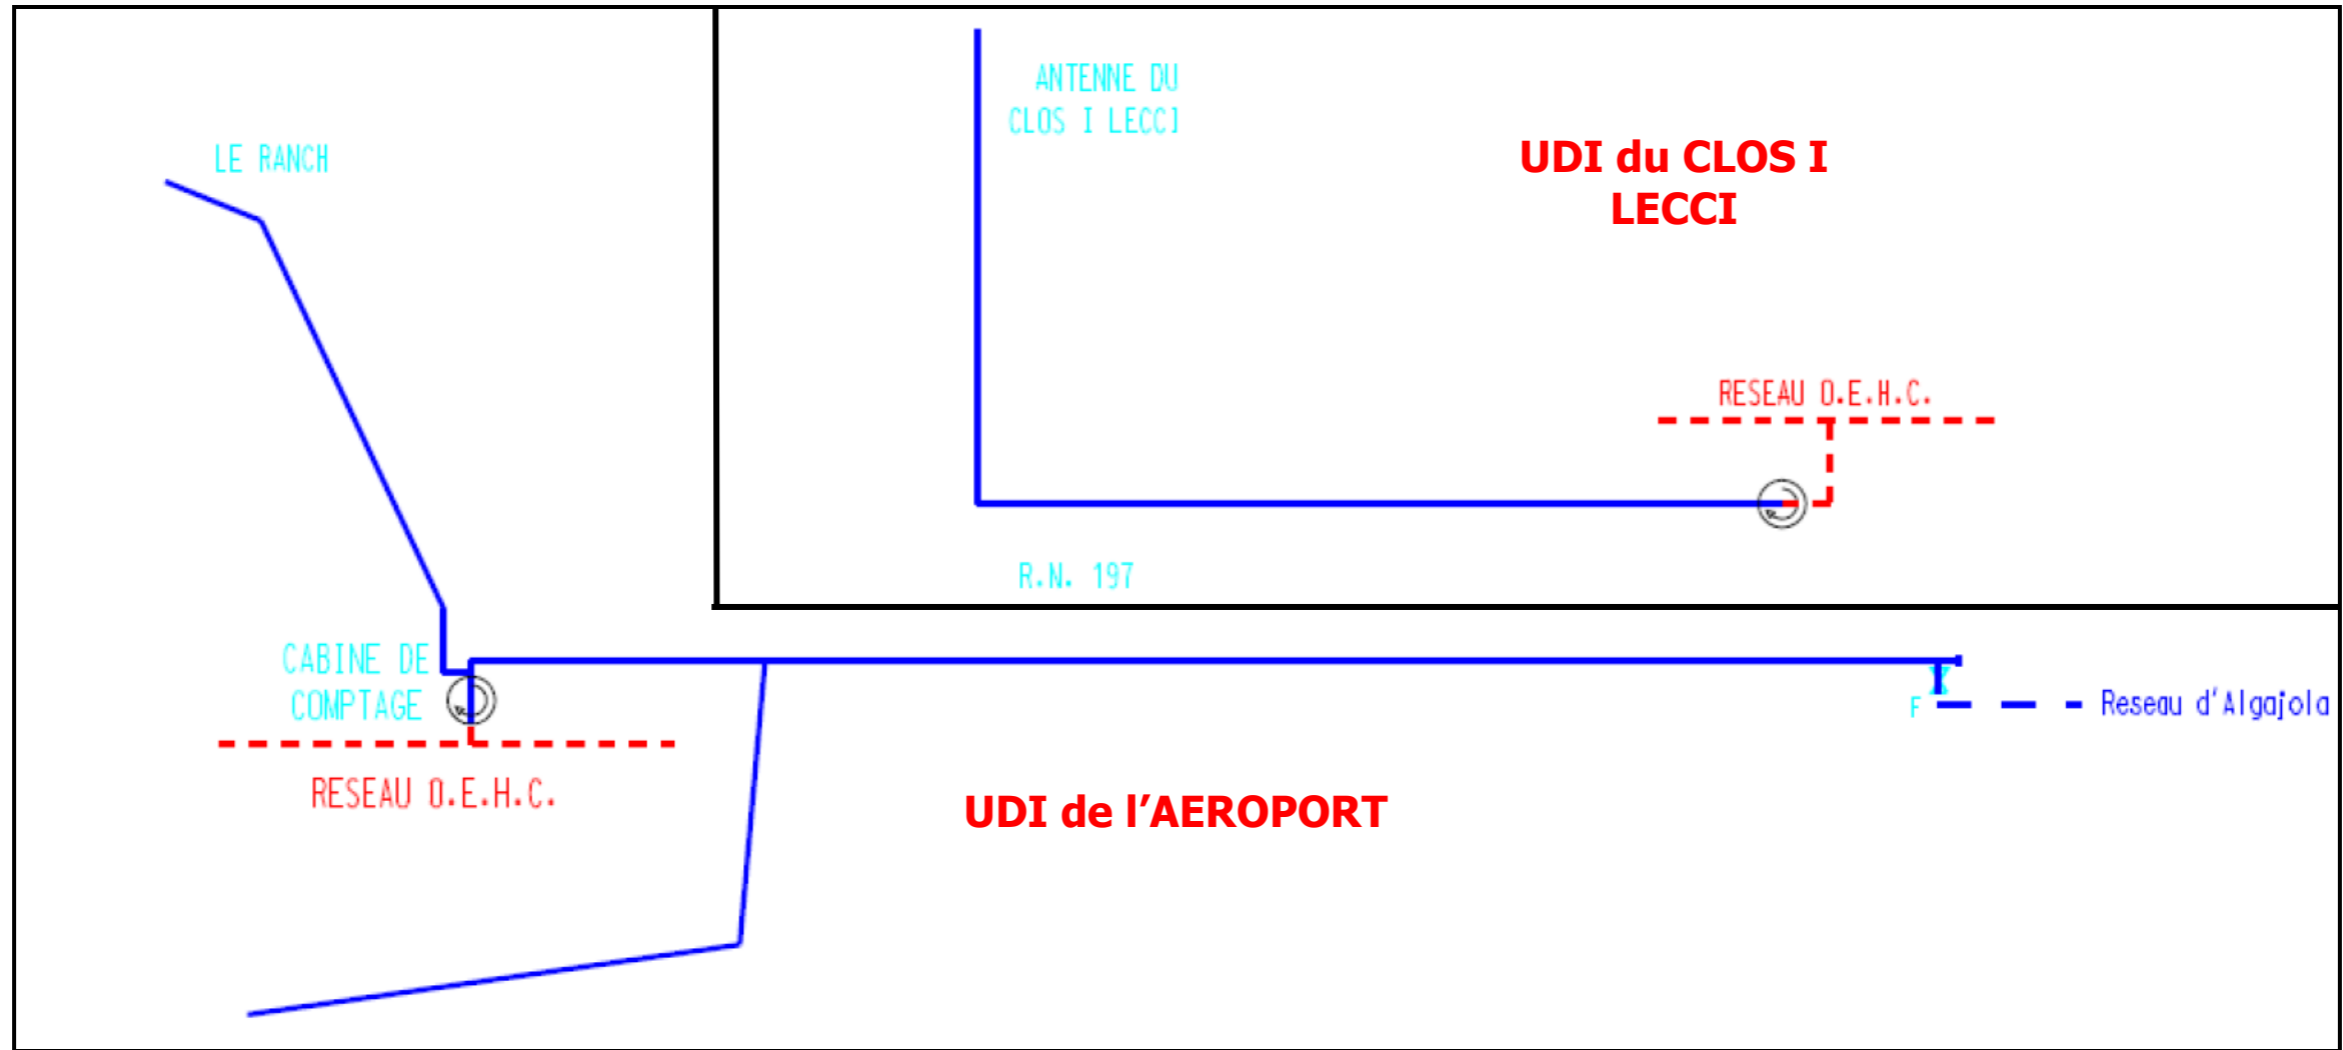 ANTENNE DU
CLOS I LECCI
UDI du CLOS I
LECCI
LE RANCH
RESEAU O.E.H.C.
R.N. 197
CABINE DE
COMPTAGE
F
Reseau d'Algajola
RESEAU O.E.H.C.
UDI de l’AEROPORT